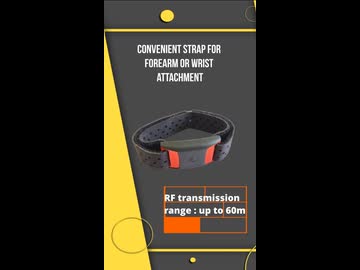 CONVENIENT STRAP FOR
FOREARM OR WRIST
ATTACHMENT
RF transmission
range : up to 60m